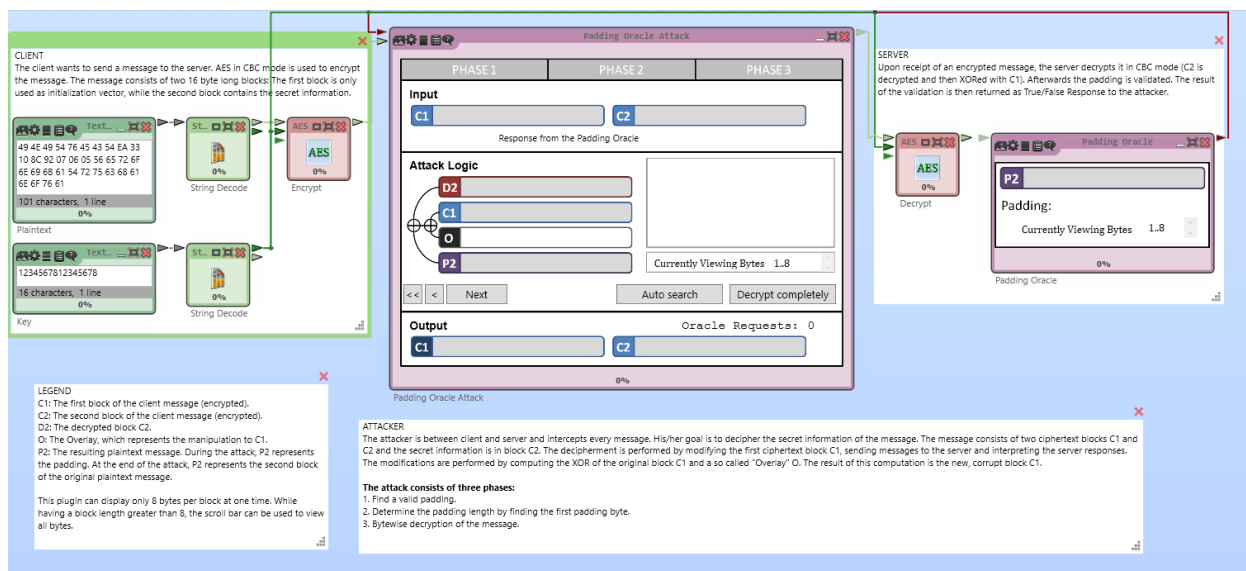 CLIENT
The client wants to send a message to the server. AES in CBC mode is used to encrypt
the message. The message consists of two 16 byte long blocks: The first block is only
used as initialization vector, while the second block contains the secret information.
Text...
49 4E 49 54 76 45 43 54 EA 33
10 8C 92 07 06 05 56 65 72 6F
6E 69 6B 61 54 72 75 63 68 61
6E 6F 76 61
101 characters, 1 line
0%
Plaintext
St...
0%
String Decode
AES
AES
0%
Encrypt
Text...
1234567812345678
16 characters, 1 line
0%
Key
St...
0%
String Decode
Padding Oracle Attack
PHASE 1
PHASE 2
PHASE 3
Input
C1
C2
Response from the Padding Oracle
Attack Logic
D2
C1
O
P2
Currently Viewing Bytes 1..8
<<
<
Next
Auto search
Decrypt completely
Output
Oracle Requests: 0
C1
C2
0%
Padding Oracle Attack
SERVER
Upon receipt of an encrypted message, the server decrypts it in CBC mode (C2 is
decrypted and then XORed with C1). Afterwards the padding is validated. The result
of the validation is then returned as True/False Response to the attacker.
AES
AES
0%
Decrypt
Padding Oracle
P2
Padding:
Currently Viewing Bytes 1..8
0%
Padding Oracle
LEGEND
C1: The first block of the client message (encrypted).
C2: The second block of the client message (encrypted).
D2: The decrypted block C2.
O: The Overlay, which represents the manipulation to C1.
P2: The resulting plaintext message. During the attack, P2 represents
the padding. At the end of the attack, P2 represents the second block
of the original plaintext message.
This plugin can display only 8 bytes per block at one time. While
having a block length greater than 8, the scroll bar can be used to view
all bytes.
ATTACKER
The attacker is between client and server and intercepts every message. His/her goal is to decipher the secret information of the message. The message consists of two ciphertext blocks C1 and
C2 and the secret information is in block C2. The decipherment is performed by modifying the first ciphertext block C1, sending messages to the server and interpreting the server responses.
The modifications are performed by computing the XOR of the original block C1 and a so called "Overlay" O. The result of this computation is the new, corrupt block C1.
The attack consists of three phases:
1. Find a valid padding.
2. Determine the padding length by finding the first padding byte.
3. Bytewise decryption of the message.